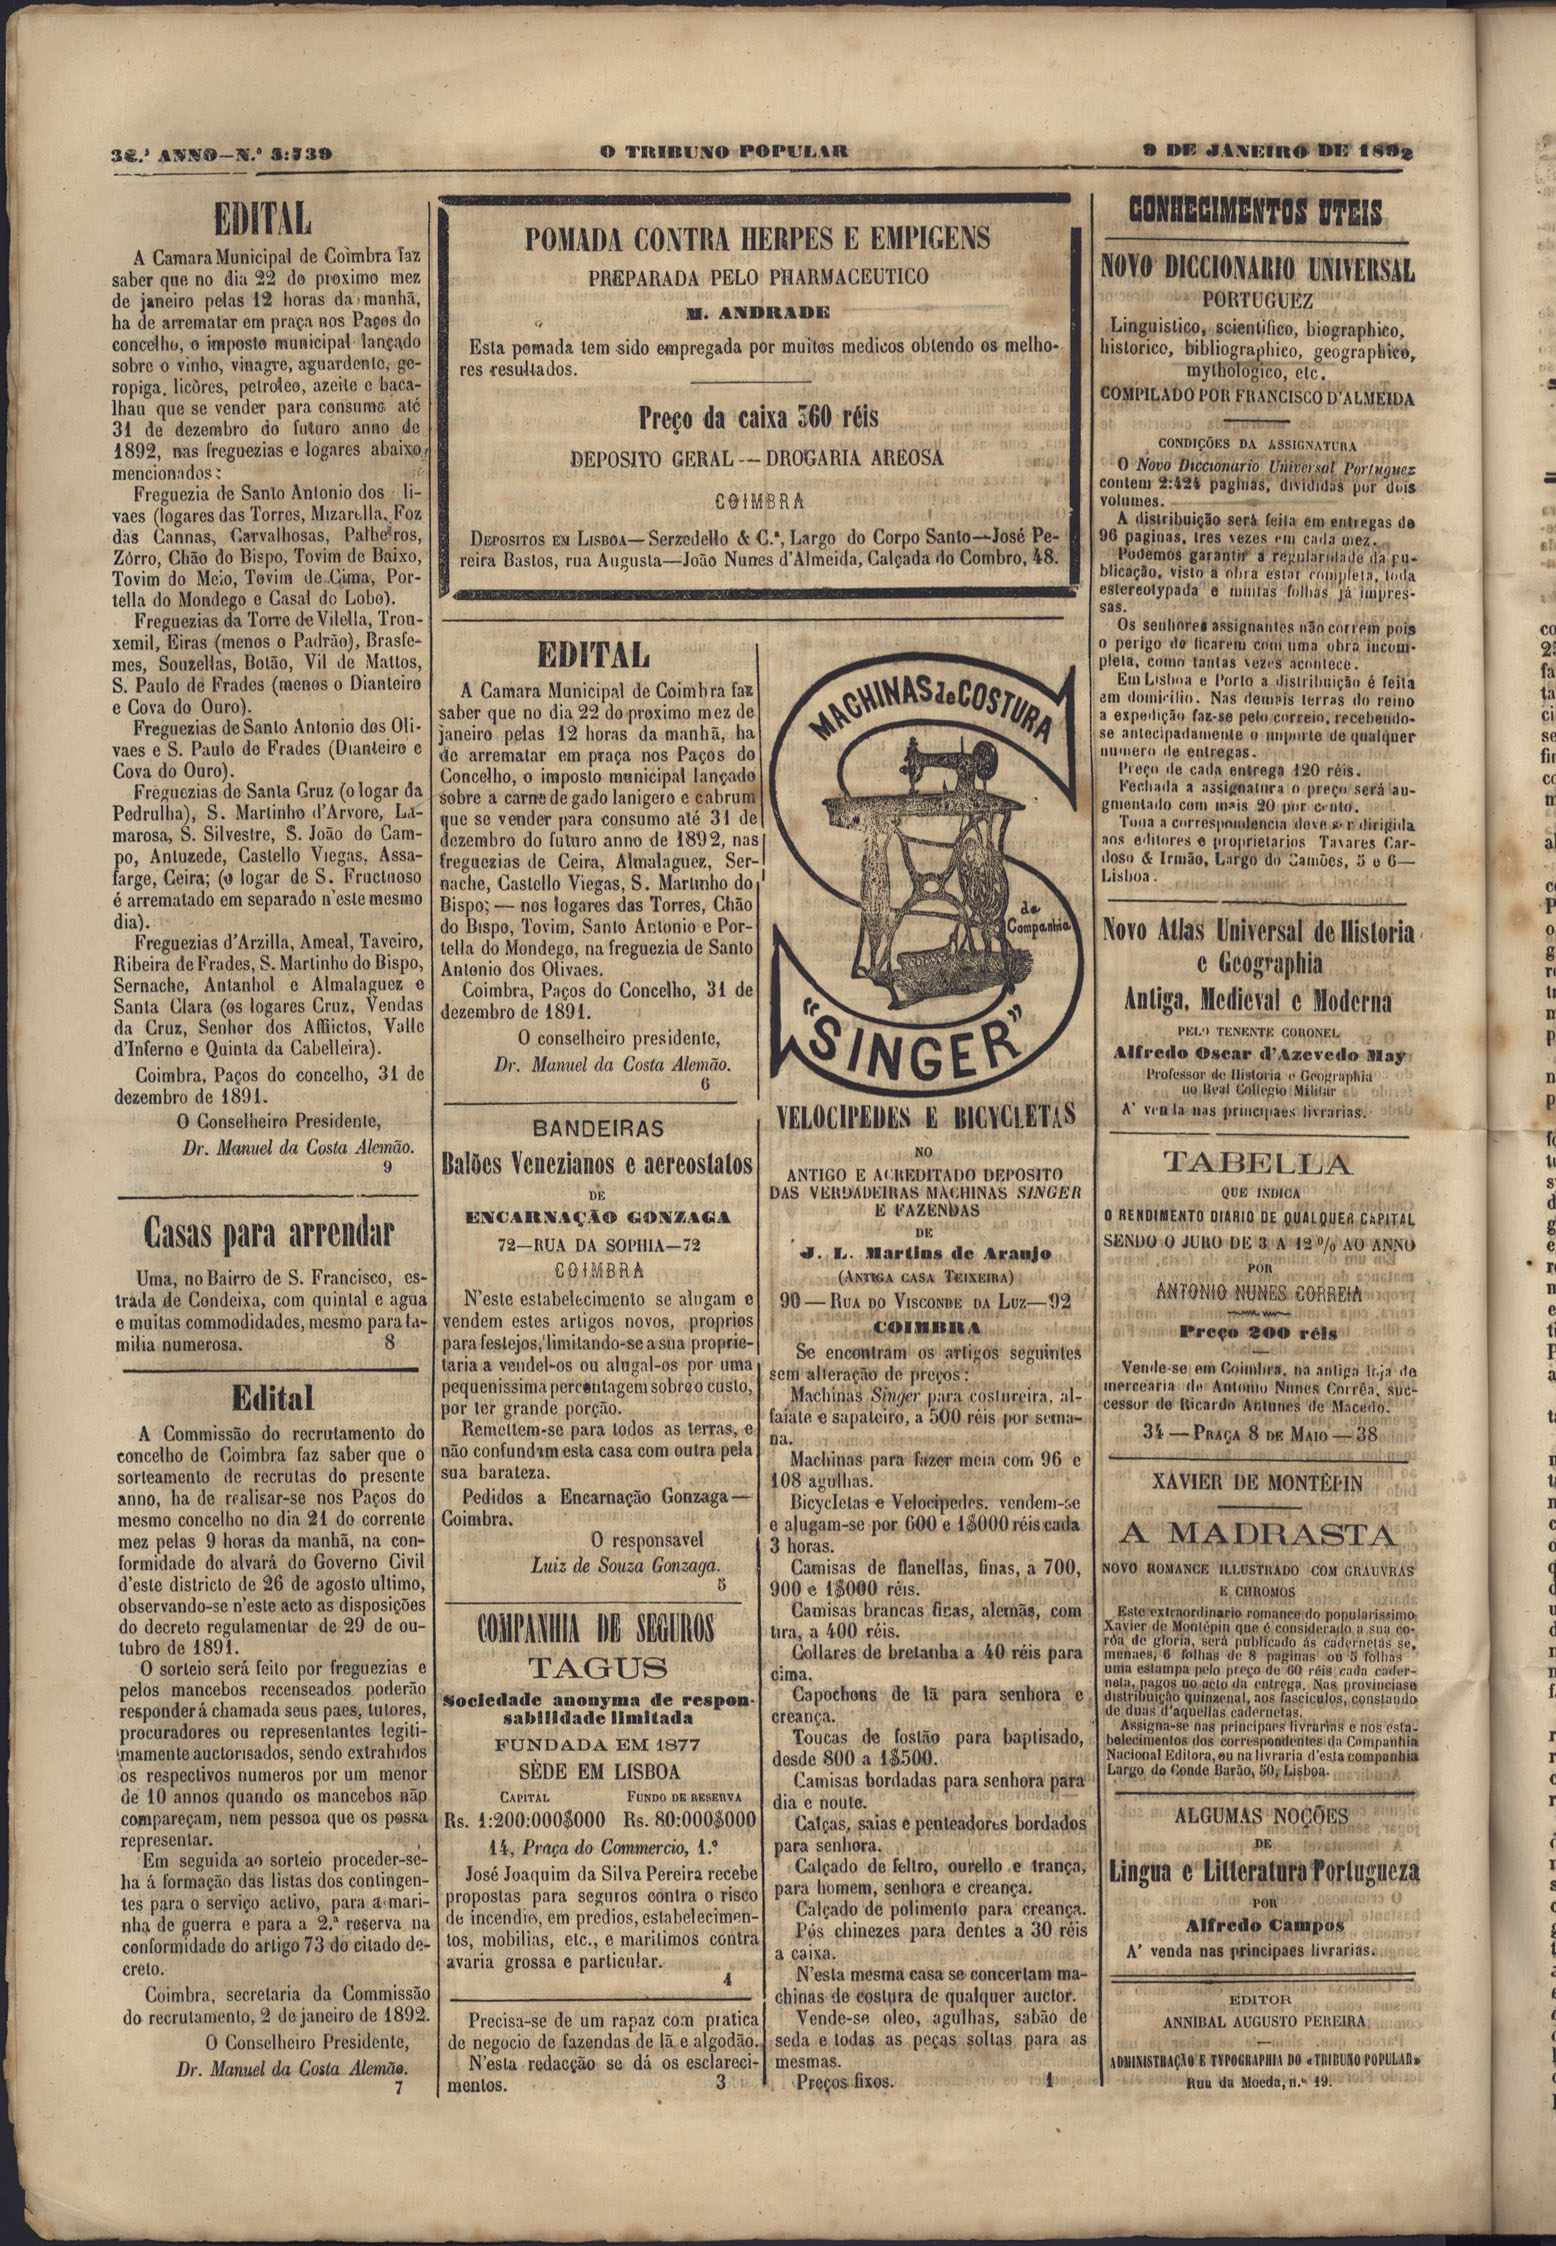 36.º ANNO—N.º 3:739
O TRIBUNO POPULAR
9 DE JANEIRO DE 1892
EDITAL
A Camara Municipal de Coimbra faz
saber que no dia 22 do proximo mez
de janeiro pelas 12 horas da manhã,
ha de arrematar em praça nos Paços do
concelho, o imposto municipal lançado
sobre o vinho, vinagre, aguardente, ge-
ropiga, licôres, petroleo, azeite e baca-
lhau que se vender para consumo até
31 de dezembro do futuro anno de
1892, nas freguezias e logares abaixo
mencionados:
Freguezia de Santo Antonio dos li-
vaes (logares das Torres, Mizarella, Foz
das Cannas, Carvalhosas, Palheiros,
Zôrro, Chão do Bispo, Tovim de Baixo,
Tovim do Meio, Tovim de Cima, Por-
tella do Mondego e Casal do Lobo).
Freguezias da Torre de Vilella, Trou-
xemil, Eiras (menos o Padrão), Brasfe-
mes, Souzellas, Botão, Vil de Mattos,
S. Paulo de Frades (menos o Dianteiro
e Cova do Ouro).
Freguezias de Santo Antonio dos Oli-
vaes e S. Paulo de Frades (Dianteiro e
Cova do Ouro).
Freguezias de Santa Cruz (o logar da
Pedrulha), S. Martinho d'Arvore, La-
marosa, S. Silvestre, S. João do Cam-
po, Antuzede, Castello Viegas, Assa-
farge, Ceira; (o logar de S. Fructuoso
é arrematado em separado n'este mesmo
dia).
Freguezias d'Arzilla, Ameal, Taveiro,
Ribeira de Frades, S. Martinho do Bispo,
Sernache, Antanhol e Almalaguez e
Santa Clara (os logares Cruz, Vendas
da Cruz, Senhor dos Afflictos, Valle
d'Inferno e Quinta da Cabelleira).
Coimbra, Paços do concelho, 31 de
dezembro de 1891.
O Conselheiro Presidente,
Dr. Manuel da Costa Alemão.
9
Casas para arrendar
Uma, no Bairro de S. Francisco, es-
trada de Condeixa, com quintal e agua
e muitas commodidades, mesmo para fa-
milia numerosa. 8
Edital
A Commissão do recrutamento do
concelho de Coimbra faz saber que o
sorteamento de recrutas do presente
anno, ha de realisar-se nos Paços do
mesmo concelho no dia 21 do corrente
mez pelas 9 horas da manhã, na con-
formidade do alvará do Governo Civil
d'este districto de 26 de agosto ultimo,
observando-se n'este acto as disposições
do decreto regulamentar de 29 de ou-
tubro de 1891.
O sorteio será feito por freguezias e
pelos mancebos recenseados poderão
responder á chamada seus paes, tutores,
procuradores ou representantes legiti-
mamente auctorisados, sendo extrahidos
os respectivos numeros por um menor
de 10 annos quando os mancebos não
compareçam, nem pessoa que os possa
representar.
Em seguida ao sorteio proceder-se-
ha á formação das listas dos contingen-
tes para o serviço activo, para a mari-
nha de guerra e para a 2.ª reserva na
conformidade do artigo 73 do citado de-
creto.
Coimbra, secretaria da Commissão
do recrutamento, 2 de janeiro de 1892.
O Conselheiro Presidente,
Dr. Manuel da Costa Alemão.
7
POMADA CONTRA HERPES E EMPIGENS
PREPARADA PELO PHARMACEUTICO
M. ANDRADE
Esta pomada tem sido empregada por muitos medicos obtendo os melho-
res resultados.
Preço da caixa 360 réis
DEPOSITO GERAL—DROGARIA AREOSA
COIMBRA
DEPOSITOS EM LISBOA—Serzedello & C.ª, Largo do Corpo Santo—José Pe-
reira Bastos, rua Augusta—João Nunes d'Almeida, Calçada do Combro, 48.
EDITAL
A Camara Municipal de Coimbra faz
saber que no dia 22 do proximo mez de
janeiro pelas 12 horas da manhã, ha
de arrematar em praça nos Paços do
Concelho, o imposto municipal lançado
sobre a carne de gado lanigero e cabrum
que se vender para consumo até 31 de
dezembro do futuro anno de 1892, nas
freguezias de Ceira, Almalaguez, Ser-
nache, Castello Viegas, S. Martinho do
Bispo; — nos logares das Torres, Chão
do Bispo, Tovim, Santo Antonio e Por-
tella do Mondego, na freguezia de Santo
Antonio dos Olivaes.
Coimbra, Paços do Concelho, 31 de
dezembro de 1891.
O conselheiro presidente,
Dr. Manuel da Costa Alemão.
6
BANDEIRAS
Balões Venezianos e aereostatos
DE
ENCARNAÇÃO GONZAGA
72—RUA DA SOPHIA—72
COIMBRA
N'este estabelecimento se alugam e
vendem estes artigos novos, proprios
para festejos, limitando-se a sua proprie-
taria a vendel-os ou alugal-os por uma
pequenissima percentagem sobre o custo,
por ter grande porção.
Remettem-se para todos as terras, e
não confundam esta casa com outra pela
sua barateza.
Pedidos a Encarnação Gonzaga—
Coimbra.
O responsavel
Luiz de Souza Gonzaga.
5
COMPANHIA DE SEGUROS
TAGUS
Sociedade anonyma de respon-
sabilidade limitada
FUNDADA EM 1877
SÈDE EM LISBOA
CAPITAL FUNDO DE RESERVA
Rs. 1:200:000$000 Rs. 80:000$000
14, Praça do Commercio, 1.º
José Joaquim da Silva Pereira recebe
propostas para seguros contra o risco
de incendio, em predios, estabelecimen-
tos, mobilias, etc., e maritimos contra
avaria grossa e particular.
4
Precisa-se de um rapaz com pratica
de negocio de fazendas de lã e algodão.
N'esta redacção se dá os esclareci-
mentos. 3
MACHINAS de COSTURA
da
Companhia
"SINGER"
VELOCIPEDES E BICYCLETAS
NO
ANTIGO E ACREDITADO DEPOSITO
DAS VERDADEIRAS MACHINAS SINGER
E FAZENDAS
DE
J. L. Martins de Araujo
(ANTIGA CASA TEIXEIRA)
90—RUA DO VISCONDE DA LUZ—92
COIMBRA
Se encontram os artigos seguintes
sem alteração de preços:
Machinas Singer para costureira, al-
faiate e sapateiro, a 500 réis por sema-
na.
Machinas para fazer meia com 96 e
108 agulhas.
Bicycletas e Velocipedes, vendem-se
e alugam-se por 600 e 1$000 réis cada
3 horas.
Camisas de flanellas, finas, a 700,
900 e 1$000 réis.
Camisas brancas finas, alemãs, com
tira, a 400 réis.
Collares de bretanha a 40 réis para
cima.
Capochons de lã para senhora e
creança.
Toucas de fostão para baptisado,
desde 800 a 1$500.
Camisas bordadas para senhora para
dia e noute.
Calças, saias e penteadores bordados
para senhora.
Calçado de feltro, ourello e trança,
para homem, senhora e creança.
Calçado de polimento para creança.
Pós chinezes para dentes a 30 réis
a caixa.
N'esta mesma casa se concertam ma-
chinas de costura de qualquer auctor.
Vende-se oleo, agulhas, sabão de
seda e todas as peças soltas para as
mesmas.
Preços fixos. 1
CONHECIMENTOS UTEIS
NOVO DICCIONARIO UNIVERSAL
PORTUGUEZ
Linguistico, scientifico, biographico,
historico, bibliographico, geographico,
mythologico, etc.
COMPILADO POR FRANCISCO D'ALMEIDA
CONDIÇÕES DA ASSIGNATURA
O Novo Diccionario Universal Portuguez
contem 2:424 paginas, divididas por dois
volumes.
A distribuição será feita em entregas de
96 paginas, tres vezes em cada mez.
Podemos garantir a regularidade da pu-
blicação, visto a obra estar completa, toda
estereotypada e muitas folhas já impres-
sas.
Os senhores assignantes não correm pois
o perigo de ficarem com uma obra incom-
pleta, como tantas vezes acontece.
Em Lisboa e Porto a distribuição é feita
em domicilio. Nas demais terras do reino
a expedição faz-se pelo correio, recebendo-
se antecipadamente o importe de qualquer
numero de entregas.
Preço de cada entrega 120 réis.
Fechada a assignatura o preço será au-
gmentado com mais 20 por cento.
Toda a correspondencia deve ser dirigida
aos editores e proprietarios Tavares Car-
doso & Irmão, Largo do Camões, 5 e 6—
Lisboa.
Novo Atlas Universal de Historia
e Geographia
Antiga, Medieval e Moderna
PELO TENENTE CORONEL
Alfredo Oscar d'Azevedo May
Professor de Historia e Geographia
no Real Collegio Militar
A' venda nas principaes livrarias.
TABELLA
QUE INDICA
O RENDIMENTO DIARIO DE QUALQUER CAPITAL
SENDO O JURO DE 3 A 12 % AO ANNO
POR
ANTONIO NUNES CORREIA
Preço 200 réis
Vende-se em Coimbra, na antiga loja de
mercearia de Antonio Nunes Corrêa, suc-
cessor de Ricardo Antunes de Macedo.
34—PRAÇA 8 DE MAIO—38
XAVIER DE MONTÉPIN
A MADRASTA
NOVO ROMANCE ILLUSTRADO COM GRAUVRAS
E CHROMOS
Este extraordinario romance do popularissimo
Xavier de Montépin que é considerado a sua co-
rôa de gloria, será publicado ás cadernetas se,
menaes, 6 folhas de 8 paginas ou 5 folhas
uma estampa pelo preço de 60 réis cada cader-
neta, pagos no acto da entrega. Nas provinciase
distribuição quinzenal, aos fasciculos, constando
de duas d'aquellas cadernetas.
Assigna-se nas principaes livrarias e nos esta-
belecimentos dos correspondentes da Companhia
Nacional Editora, ou na livraria d'esta companhia
Largo do Conde Barão, 50, Lisboa.
ALGUMAS NOÇÕES
DE
Lingua e Litteratura Portugueza
POR
Alfredo Campos
A' venda nas principaes livrarias.
EDITOR
ANNIBAL AUGUSTO PEREIRA
ADMINISTRAÇÃO E TYPOGRAPHIA DO «TRIBUNO POPULAR»
Rua da Moeda, n.º 19.